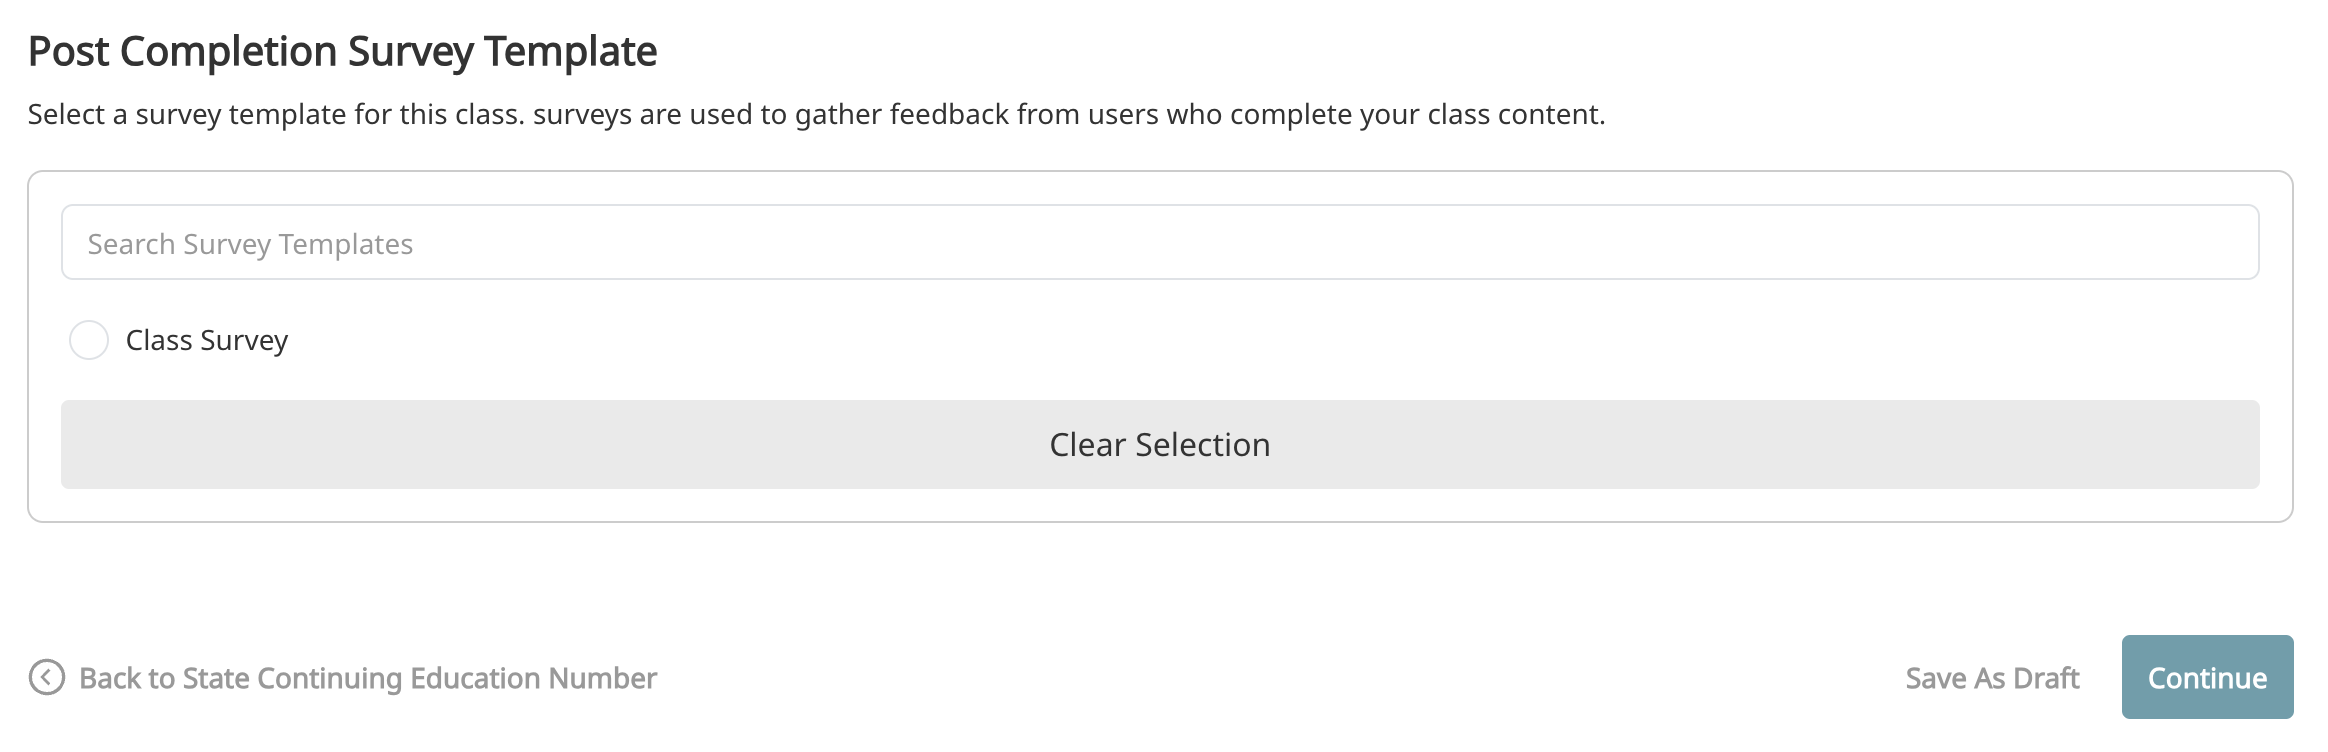 Post Completion Survey Template
Select a survey template for this class. surveys are used to gather feedback from users who complete your class content.
Search Survey Templates
Class Survey
Clear Selection
Back to State Continuing Education Number
Save As Draft
Continue